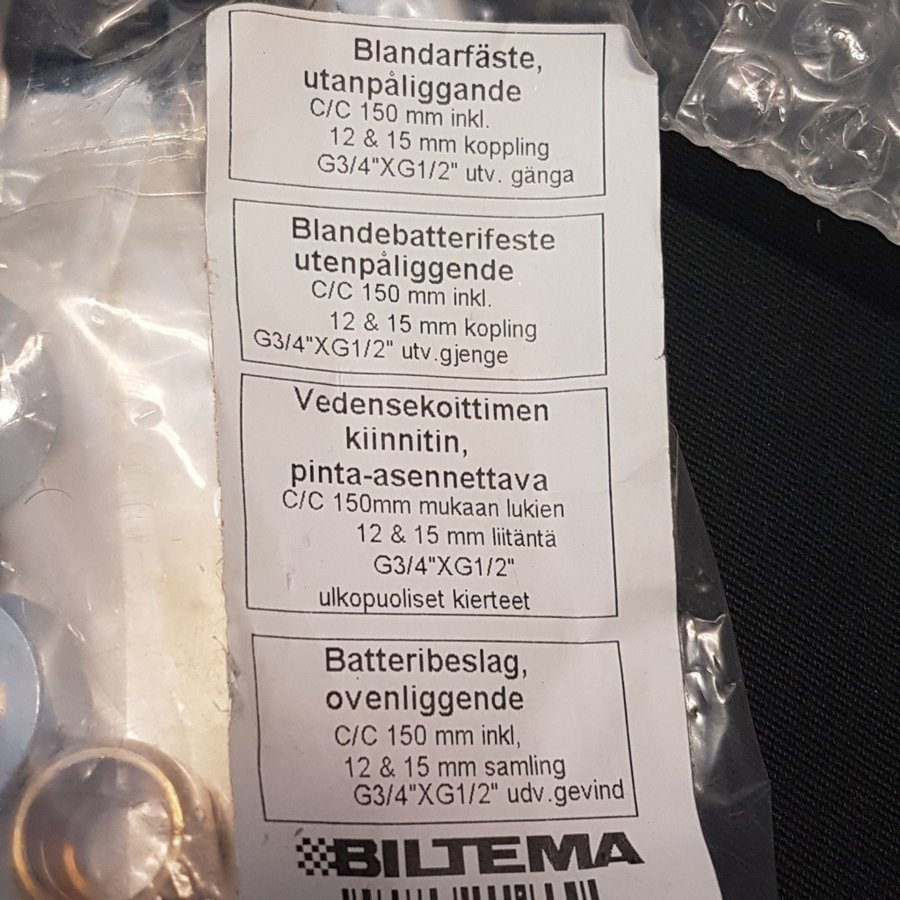 Blandarfäste,
utanpåliggande
C/C 150 mm inkl.
12 & 15 mm koppling
G3/4"XG1/2" utv. gänga
Blandebatterifeste
utenpåliggende
C/C 150 mm inkl.
12 & 15 mm kopling
G3/4"XG1/2" utv.gjenge
Vedensekoittimen
kiinnitin,
pinta-asennettava
C/C 150mm mukaan lukien
12 & 15 mm liitäntä
G3/4"XG1/2"
ulkopuoliset kierteet
Batteribeslag,
ovenliggende
C/C 150 mm inkl,
12 & 15 mm samling
G3/4"XG1/2" udv.gevind
BILTEMA